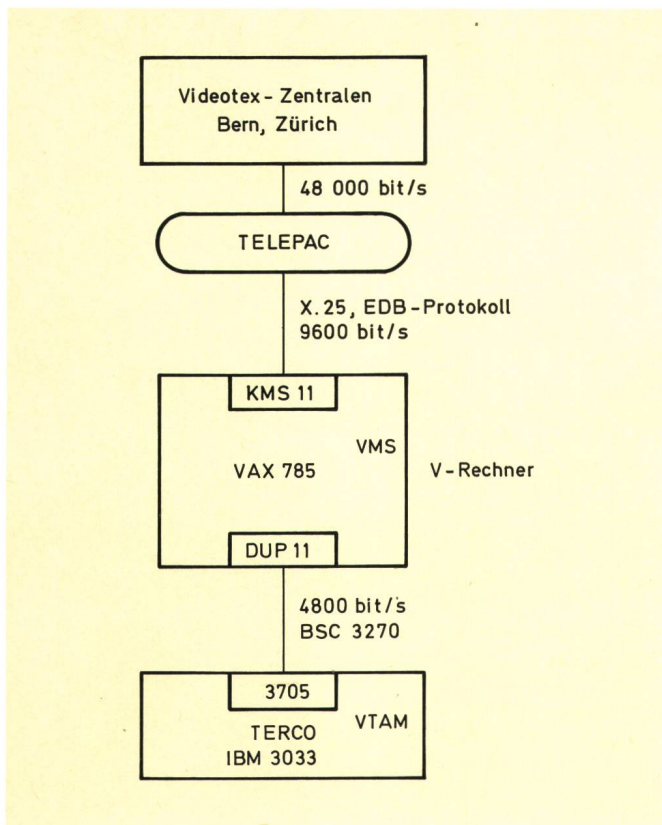 Videotex - Zentralen
Bern, Zürich
48 000 bit/s
TELEPAC
X.25, EDB-Protokoll
9600 bit/s
KMS 11
VMS
VAX 785
V-Rechner
DUP 11
4800 bit/s
BSC 3270
3705
VTAM
TERCO
IBM 3033